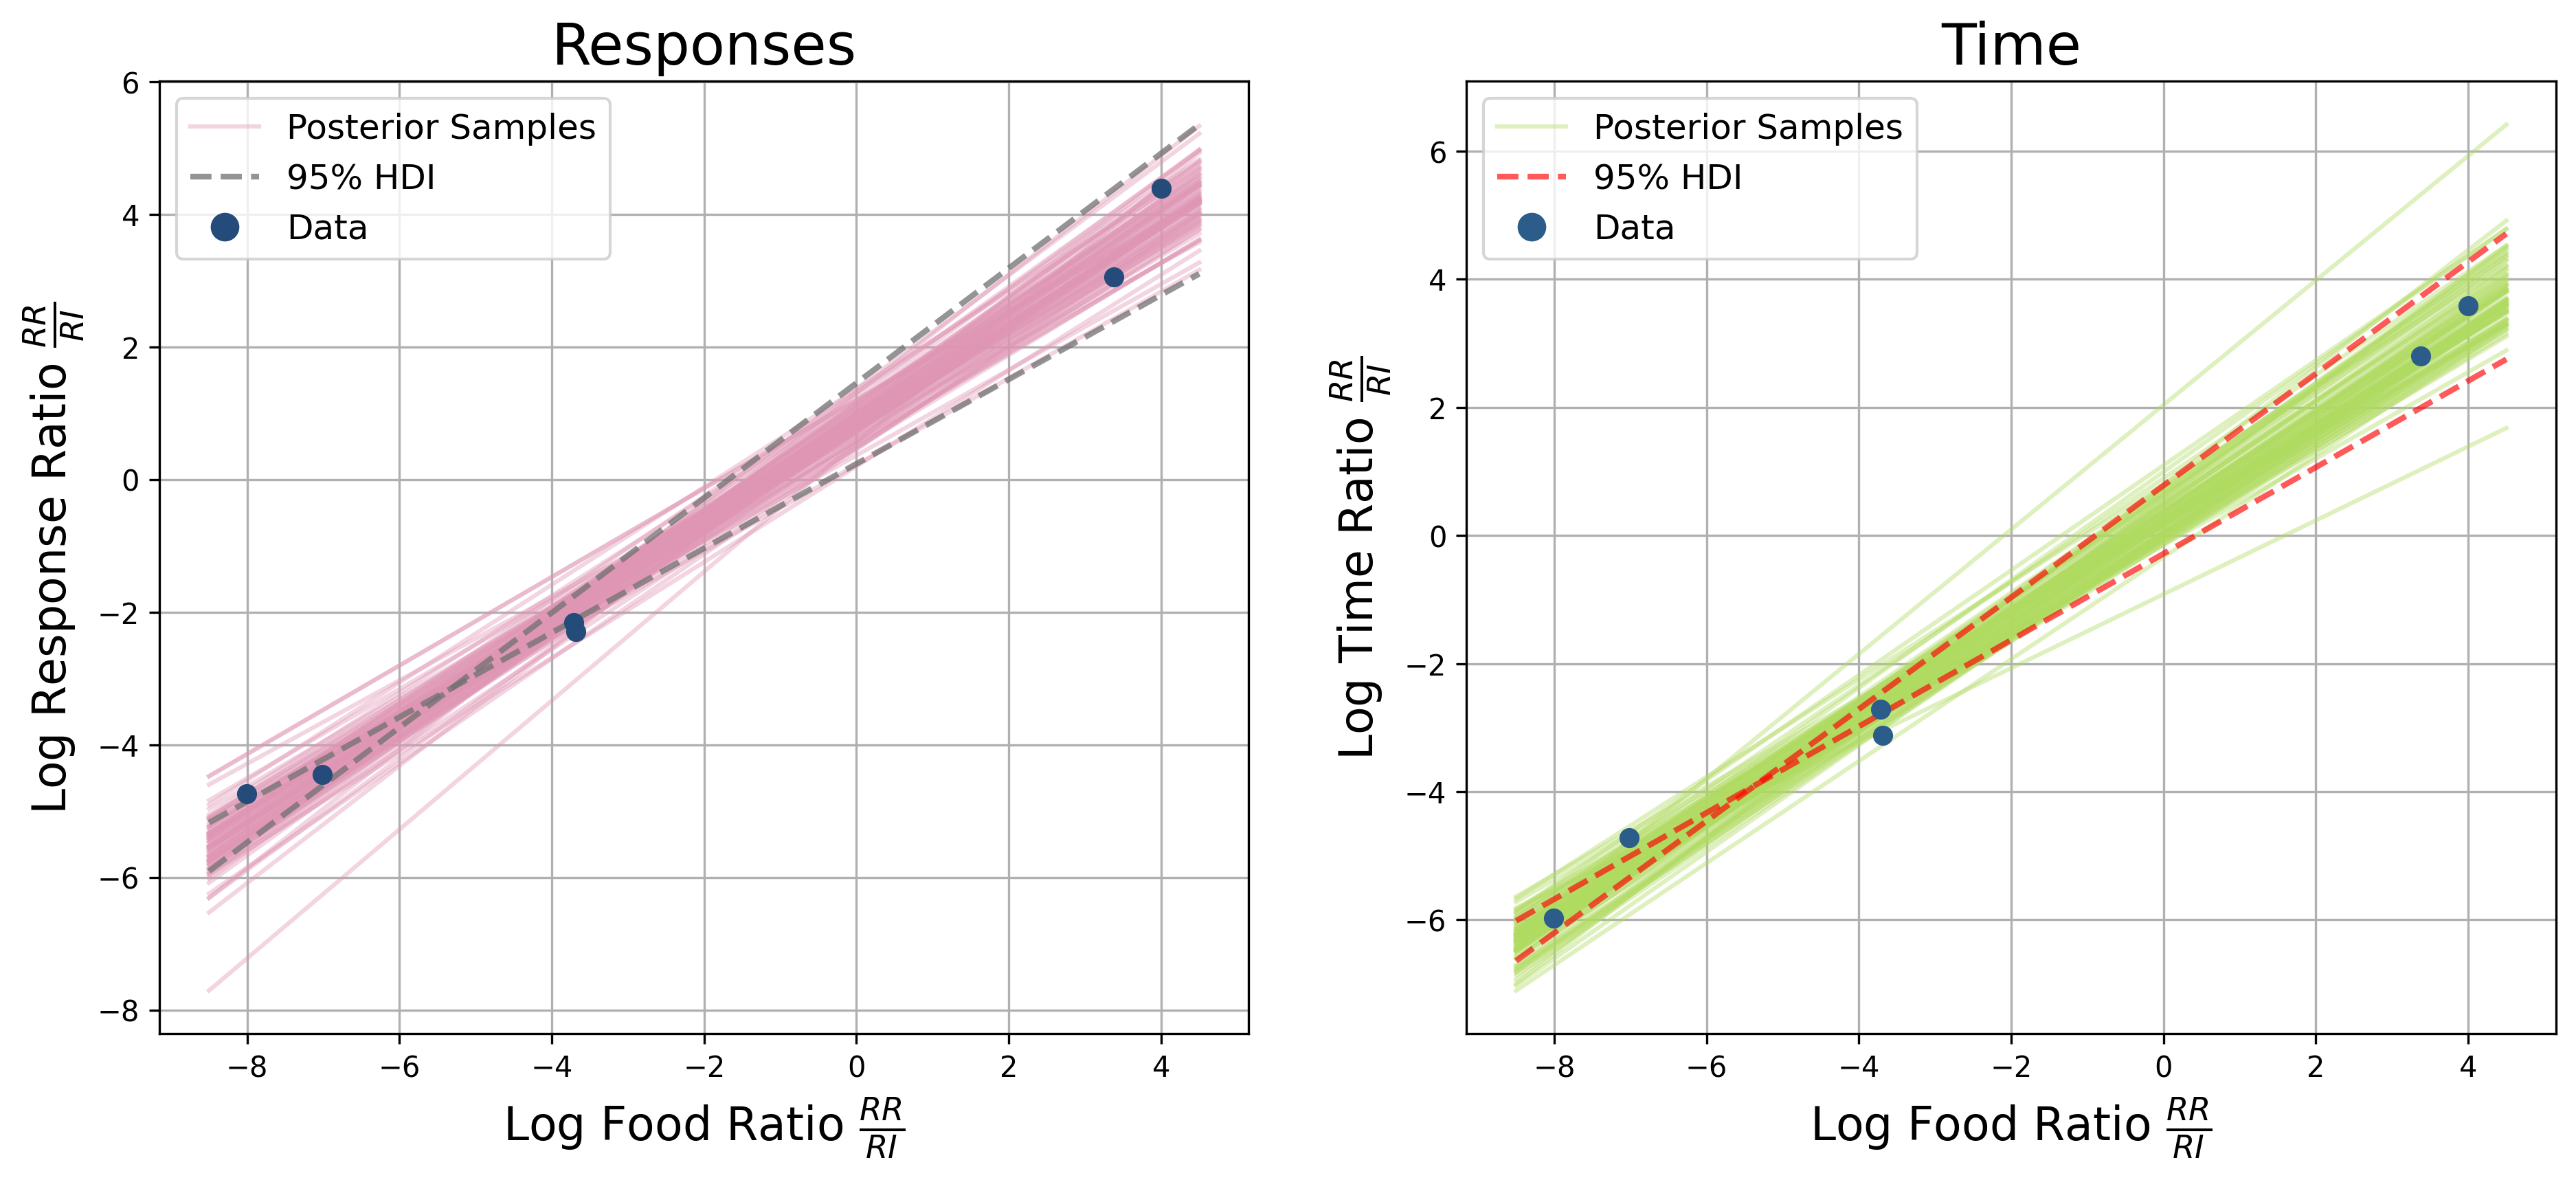 Responses
Posterior Samples
95% HDI
Data
Log Response Ratio RR/RI
6
4
2
0
−2
−4
−6
−8
−8 −6 −4 −2 0 2 4
Log Food Ratio RR/RI
Time
Posterior Samples
95% HDI
Data
Log Time Ratio RR/RI
6
4
2
0
−2
−4
−6
−8 −6 −4 −2 0 2 4
Log Food Ratio RR/RI